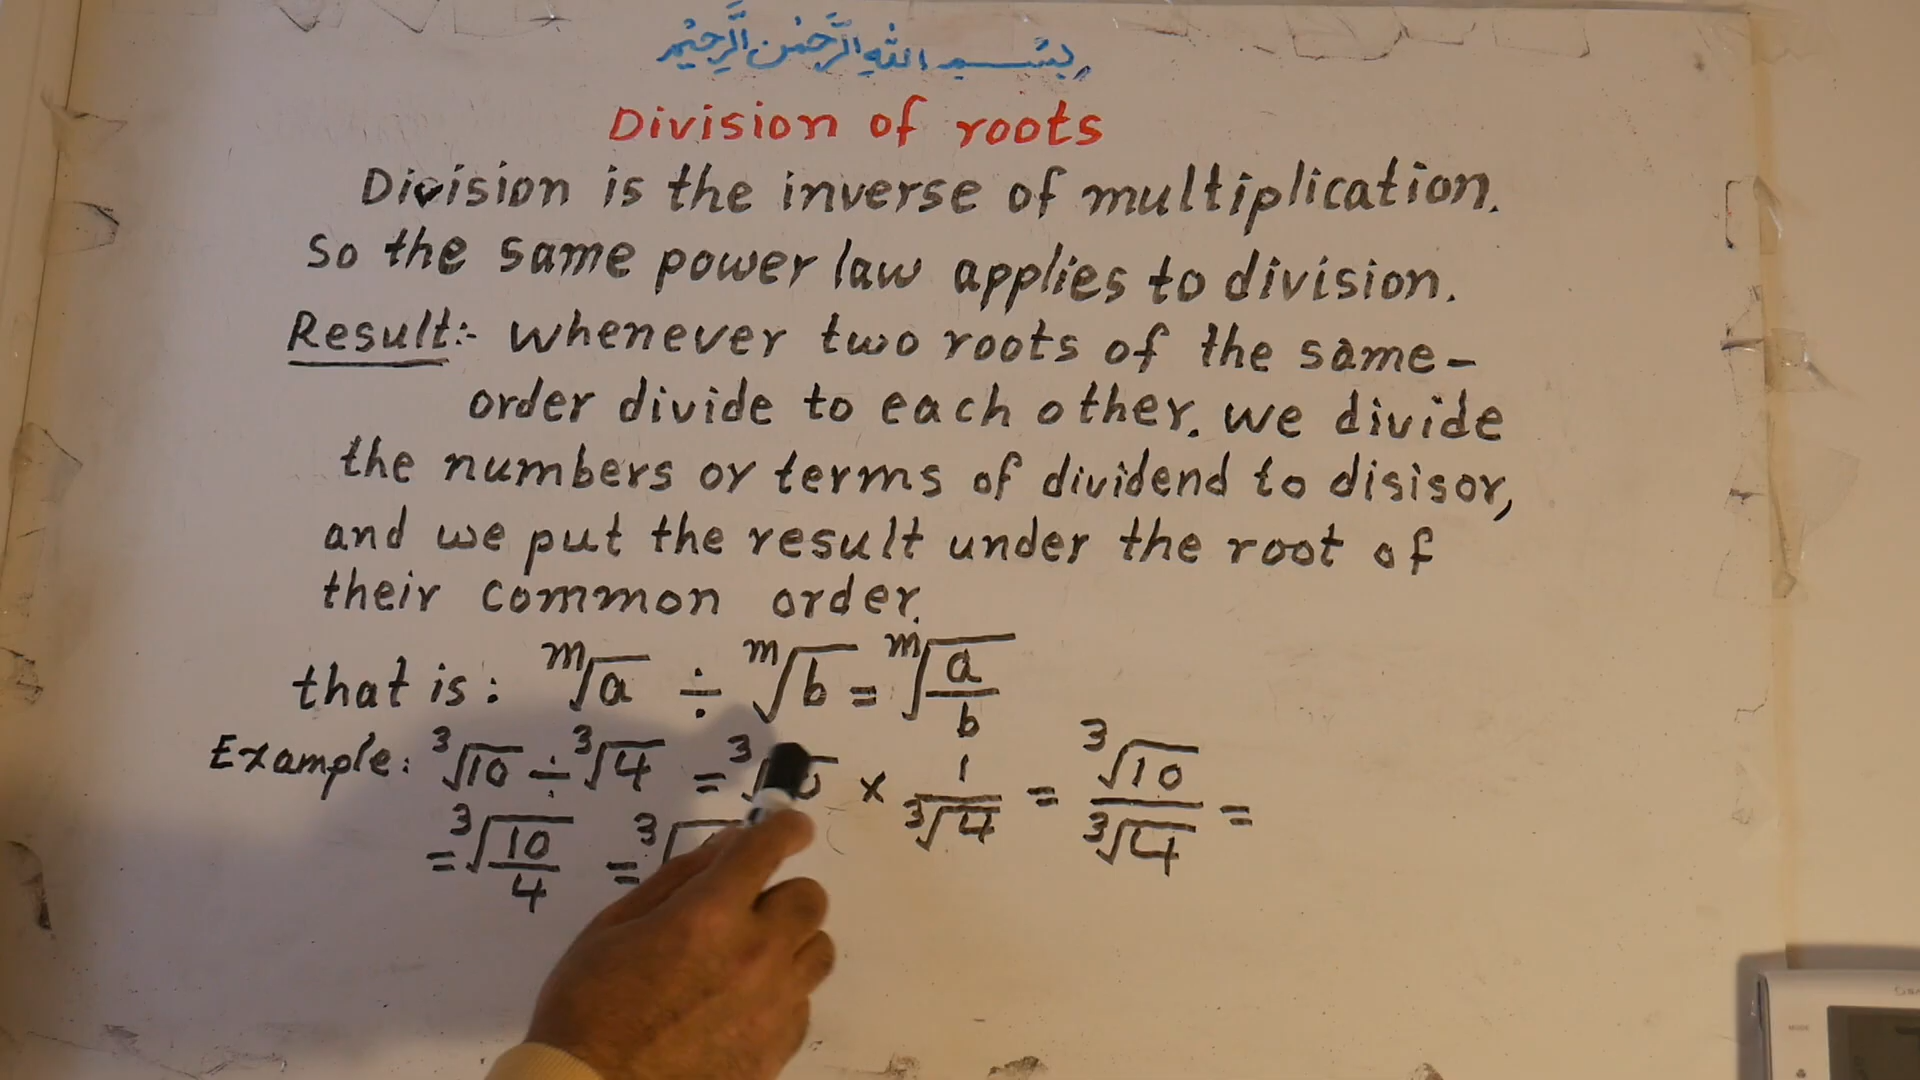 بِسْمِ اللهِ الرَّحْمٰنِ الرَّحِيْمِ
Division of roots
Division is the inverse of multiplication.
So the same power law applies to division.
Result:- Whenever two roots of the same-
order divide to each other. we divide
the numbers or terms of dividend to disisor,
and we put the result under the root of
their common order.
that is: ᵐ√a ÷ ᵐ√b = ᵐ√(a/b)
Example: ³√10 ÷ ³√4 = ³√ × 1/³√4 = ³√10/³√4 =
= ³√(10/4) = ³√
MODE